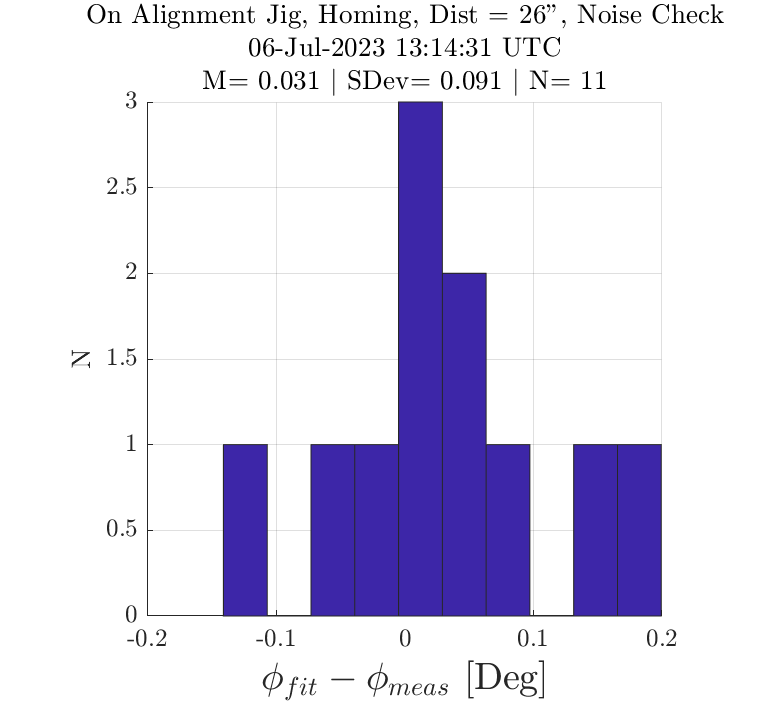 On Alignment Jig, Homing, Dist = 26”, Noise Check
06-Jul-2023 13:14:31 UTC
M= 0.031 | SDev= 0.091 | N= 11
3
2.5
2
1.5
1
0.5
0
N
-0.2
-0.1
0
0.1
0.2
ϕfit − ϕmeas [Deg]